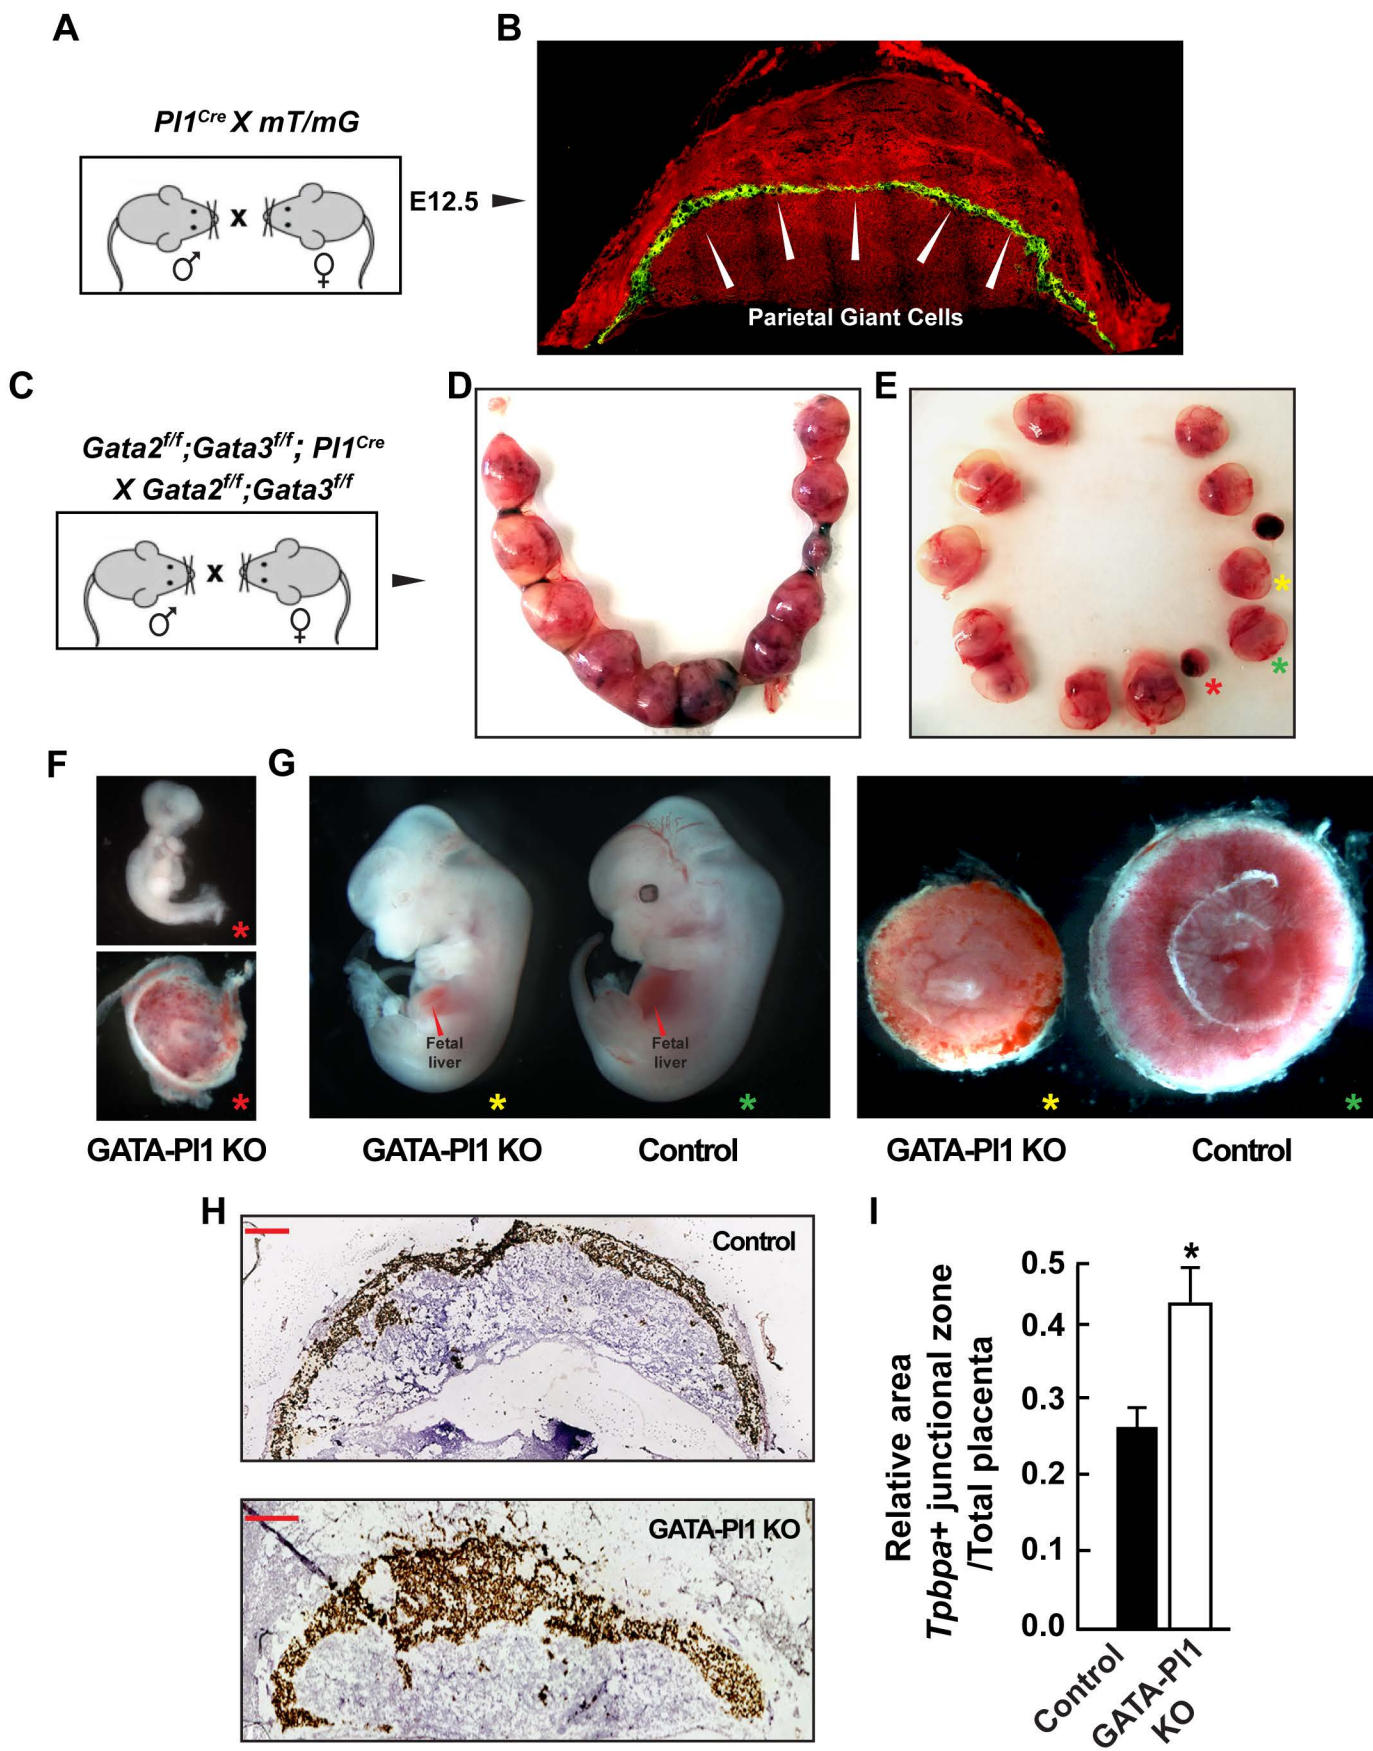 A
Pl1Cre X mT/mG
x
♂
♀
E12.5
B
Parietal Giant Cells
C
Gata2f/f;Gata3f/f; Pl1Cre
X Gata2f/f;Gata3f/f
x
♂
♀
D
E
*
*
*
F
*
*
GATA-Pl1 KO
G
Fetal
liver
*
Fetal
liver
*
GATA-Pl1 KO
Control
*
*
GATA-Pl1 KO
Control
H
Control
GATA-Pl1 KO
I
Relative area
Tpbpa+ junctional zone
/Total placenta
0.5
0.4
0.3
0.2
0.1
0.0
*
Control
GATA-Pl1
KO